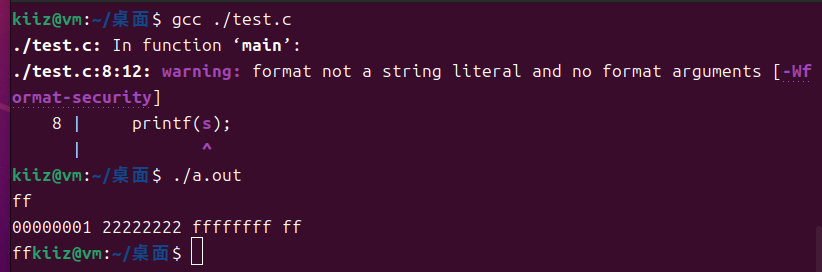 kiiz@vm:~/桌面$ gcc ./test.c
./test.c: In function ‘main’:
./test.c:8:12: warning: format not a string literal and no format arguments [-Wf
ormat-security]
    8 |     printf(s);
      |            ^
kiiz@vm:~/桌面$ ./a.out
ff
00000001 22222222 ffffffff ff
ffkiiz@vm:~/桌面$